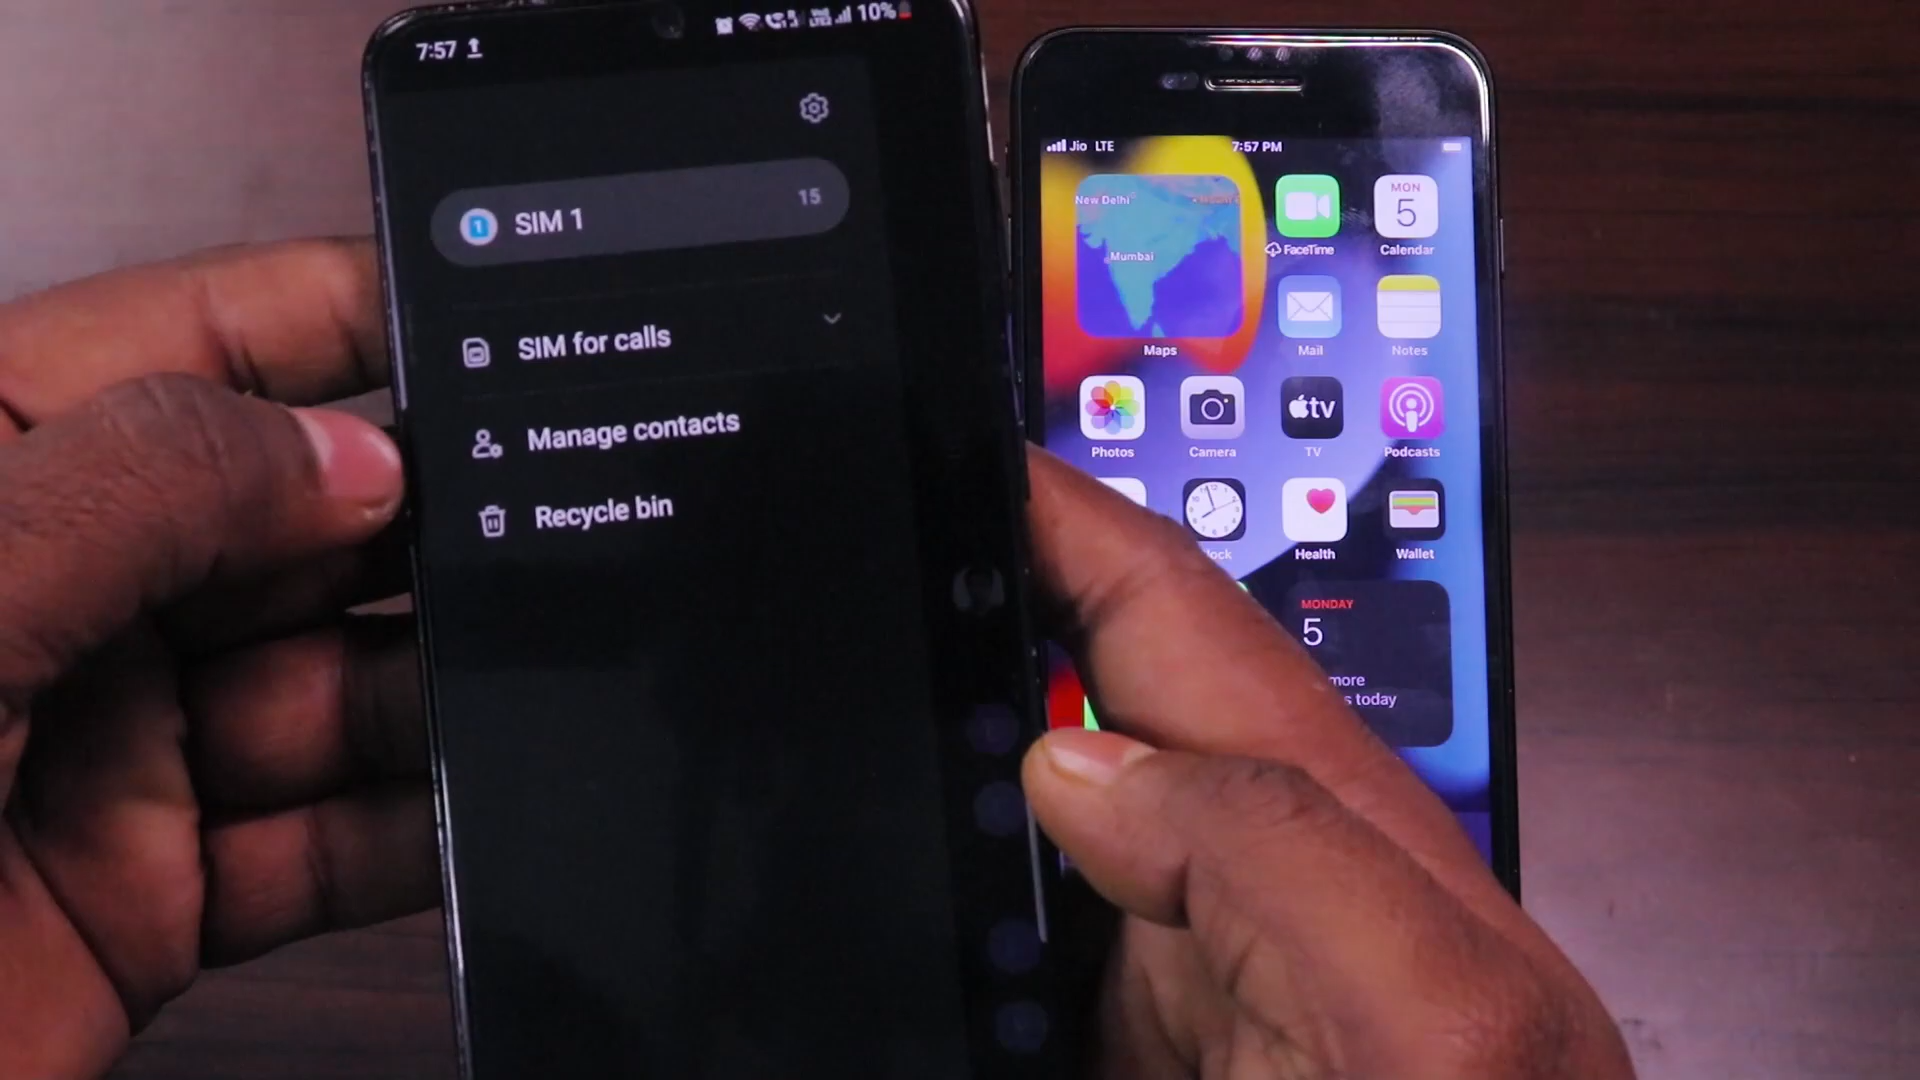 7:57
10%
SIM 1
15
SIM for calls
Manage contacts
Recycle bin
Jio LTE
7:57 PM
New Delhi
Mumbai
Maps
FaceTime
MON
5
Calendar
Mail
Notes
Photos
Camera
tv
TV
Podcasts
lock
Health
Wallet
MONDAY
5
more
s today